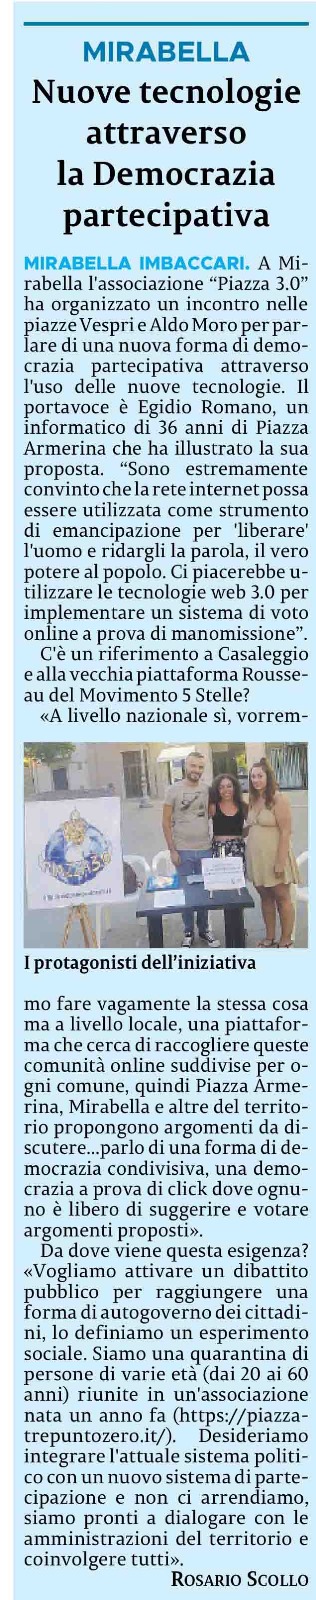 MIRABELLA
Nuove tecnologie
attraverso
la Democrazia
partecipativa
MIRABELLA IMBACCARI. A Mi-
rabella l'associazione “Piazza 3.0”
ha organizzato un incontro nelle
piazze Vespri e Aldo Moro per par-
lare di una nuova forma di demo-
crazia partecipativa attraverso
l'uso delle nuove tecnologie. Il
portavoce è Egidio Romano, un
informatico di 36 anni di Piazza
Armerina che ha illustrato la sua
proposta. “Sono estremamente
convinto che la rete internet possa
essere utilizzata come strumento
di emancipazione per 'liberare'
l'uomo e ridargli la parola, il vero
potere al popolo. Ci piacerebbe u-
tilizzare le tecnologie web 3.0 per
implementare un sistema di voto
online a prova di manomissione”.
C'è un riferimento a Casaleggio
e alla vecchia piattaforma Rousse-
au del Movimento 5 Stelle?
«A livello nazionale sì, vorrem-
PIAZZA 3.0
I protagonisti dell'iniziativa
mo fare vagamente la stessa cosa
ma a livello locale, una piattafor-
ma che cerca di raccogliere queste
comunità online suddivise per o-
gni comune, quindi Piazza Arme-
rina, Mirabella e altre del territo-
rio propongono argomenti da di-
scutere...parlo di una forma di de-
mocrazia condivisiva, una demo-
crazia a prova di click dove ognu-
no è libero di suggerire e votare
argomenti proposti».
Da dove viene questa esigenza?
«Vogliamo attivare un dibattito
pubblico per raggiungere una
forma di autogoverno dei cittadi-
ni, lo definiamo un esperimento
sociale. Siamo una quarantina di
persone di varie età (dai 20 ai 60
anni) riunite in un'associazione
nata un anno fa (https://piazza-
trepuntozero.it/). Desideriamo
integrare l'attuale sistema politi-
co con un nuovo sistema di parte-
cipazione e non ci arrendiamo,
siamo pronti a dialogare con le
amministrazioni del territorio e
coinvolgere tutti».
ROSARIO SCOLLO